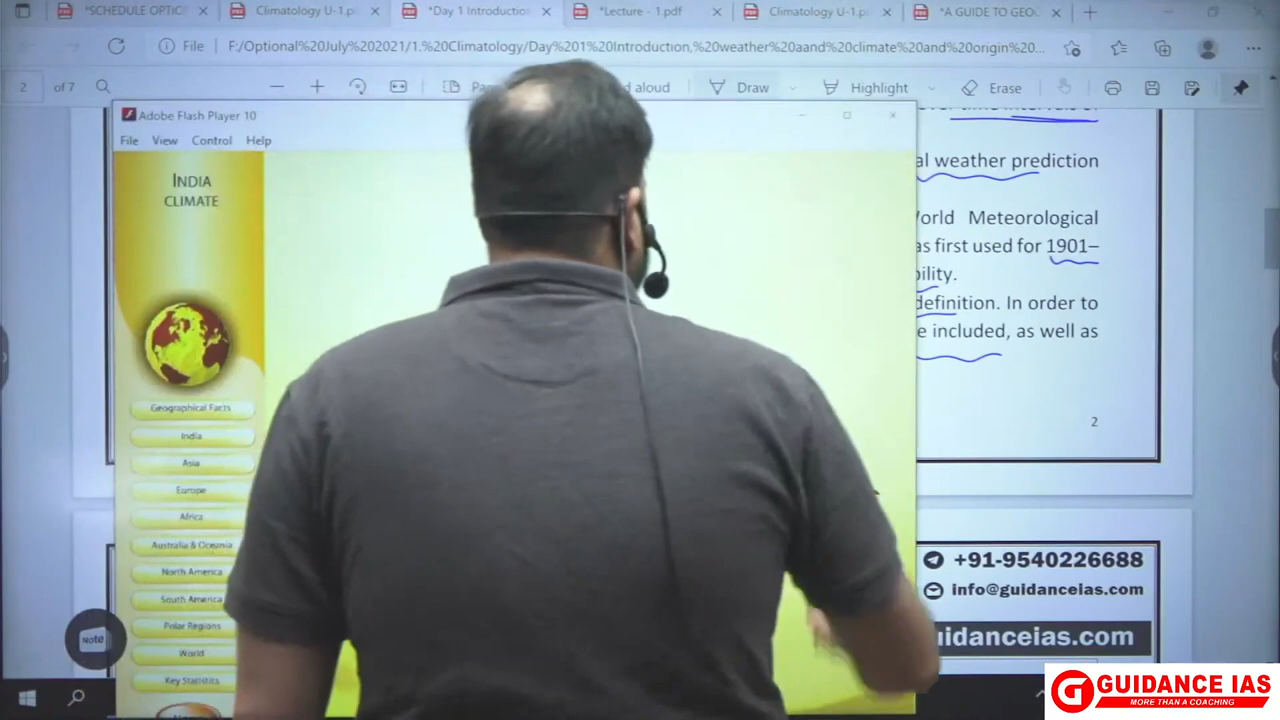 *SCHEDULE OPTIC
Climatology U-1.p
*Day 1 Introductio
*Lecture - 1.pdf
Climatology U-1.p
*A GUIDE TO GEO
File
F:/Optional%20July%202021/1.%20Climatology/Day%201%20Introduction,%20weather%20aand%20climate%20and%20origin%20...
2 of 7
d aloud
Draw
Highlight
Erase
Adobe Flash Player 10
File View Control Help
INDIA
CLIMATE
Geographical Facts
India
Asia
Europe
Africa
Australia & Oceania
North America
South America
Polar Regions
World
Key Statistics
al weather prediction
orld Meteorological
as first used for 1901–
bility.
definition. In order to
e included, as well as
2
+91-9540226688
info@guidanceias.com
uidanceias.com
Note
GUIDANCE IAS
MORE THAN A COACHING